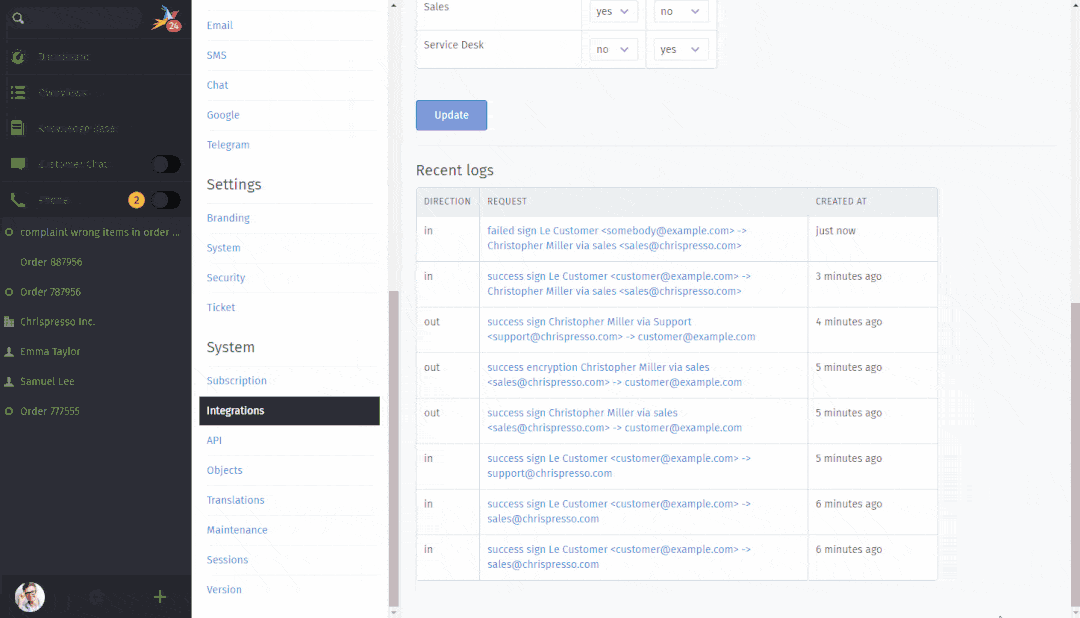 24
Dashboard
Overviews
Knowledge Base
Customer Chat
Phone
2
complaint wrong items in order ...
Order 887956
Order 787956
Chrispresso Inc.
Emma Taylor
Samuel Lee
Order 777555
Email
SMS
Chat
Google
Telegram
Settings
Branding
System
Security
Ticket
System
Subscription
Integrations
API
Objects
Translations
Maintenance
Sessions
Version
Sales yes no
Service Desk no yes
Update
Recent logs
DIRECTION REQUEST CREATED AT
in failed sign Le Customer <somebody@example.com> -> just now
Christopher Miller via sales <sales@chrispresso.com>
in success sign Le Customer <customer@example.com> -> 3 minutes ago
Christopher Miller via sales <sales@chrispresso.com>
out success sign Christopher Miller via Support 4 minutes ago
<support@chrispresso.com> -> customer@example.com
out success encryption Christopher Miller via sales 5 minutes ago
<sales@chrispresso.com> -> customer@example.com
out success sign Christopher Miller via sales 5 minutes ago
<sales@chrispresso.com> -> customer@example.com
in success sign Le Customer <customer@example.com> -> 5 minutes ago
support@chrispresso.com
in success sign Le Customer <customer@example.com> -> 6 minutes ago
sales@chrispresso.com
in success sign Le Customer <customer@example.com> -> 6 minutes ago
sales@chrispresso.com